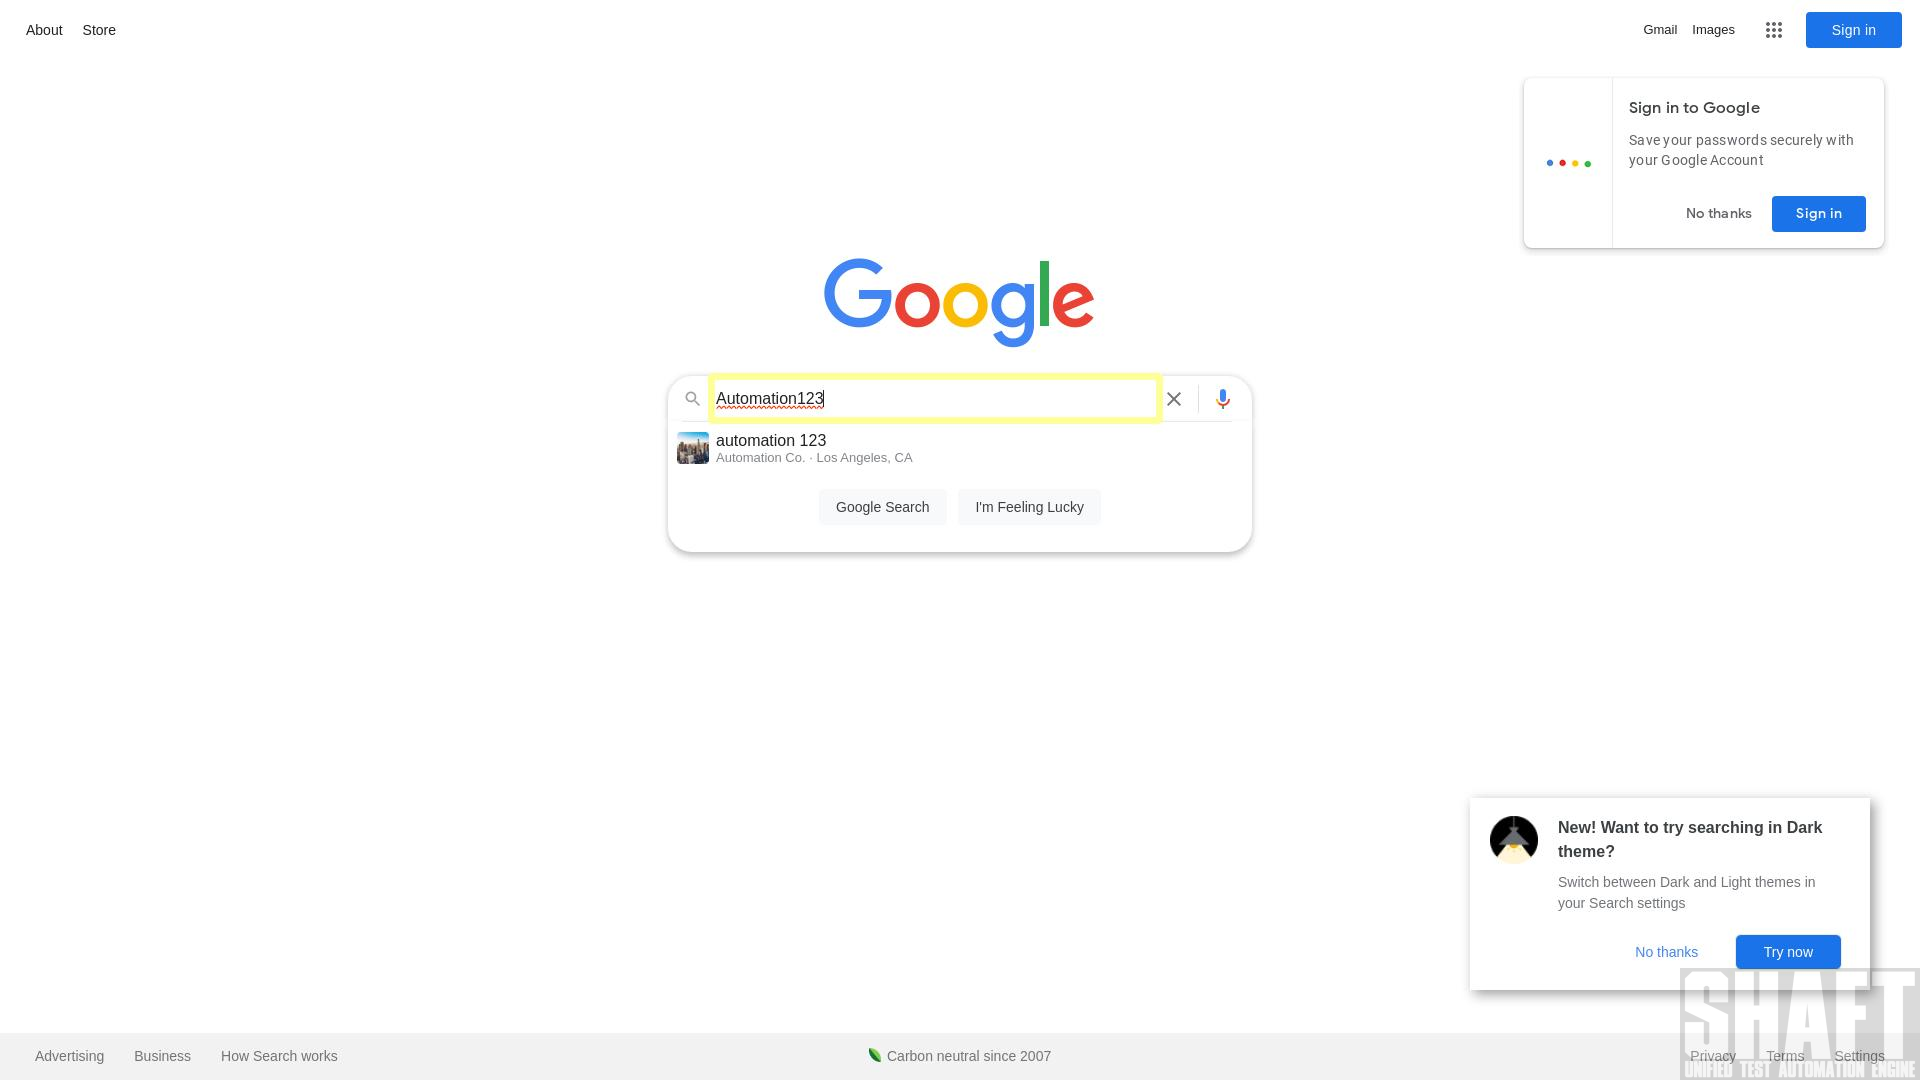 About
Store
Gmail
Images
Sign in
Sign in to Google
Save your passwords securely with
your Google Account
No thanks
Sign in
Google
Automation123
automation 123
Automation Co. · Los Angeles, CA
Google Search
I'm Feeling Lucky
New! Want to try searching in Dark
theme?
Switch between Dark and Light themes in
your Search settings
No thanks
Try now
Advertising
Business
How Search works
Carbon neutral since 2007
Privacy
Terms
Settings
SHAFT
UNIFIED TEST AUTOMATION ENGINE